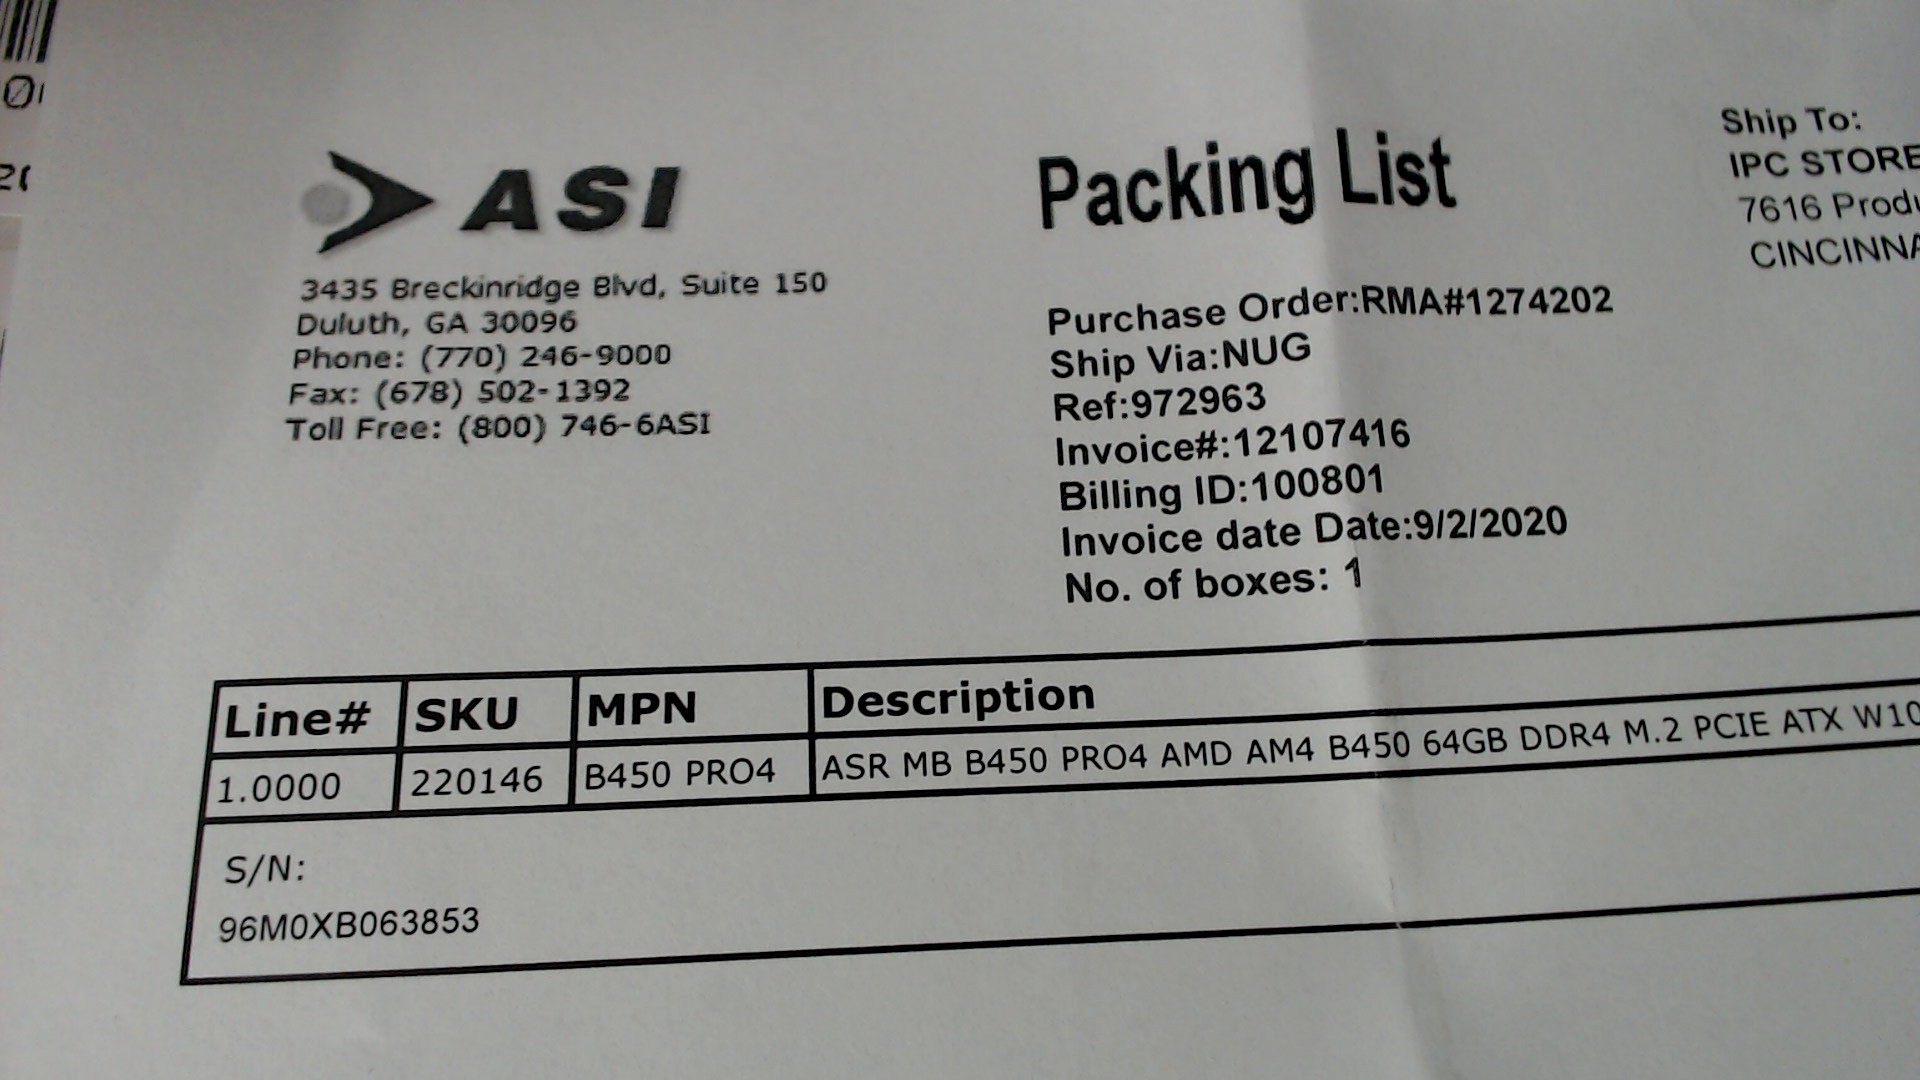 ASI
3435 Breckinridge Blvd, Suite 150
Duluth, GA 30096
Phone: (770) 246-9000
Fax: (678) 502-1392
Toll Free: (800) 746-6ASI
Packing List
Purchase Order:RMA#1274202
Ship Via:NUG
Ref:972963
Invoice#:12107416
Billing ID:100801
Invoice date Date:9/2/2020
No. of boxes: 1
Ship To:
IPC STORE
7616
Line# SKU MPN Description
1.0000 220146 B450 PRO4 ASR MB B450 PRO4 AMD AM4 B450 64GB DDR4 M.2 PCIE ATX W10
S/N:
96M0XB063853